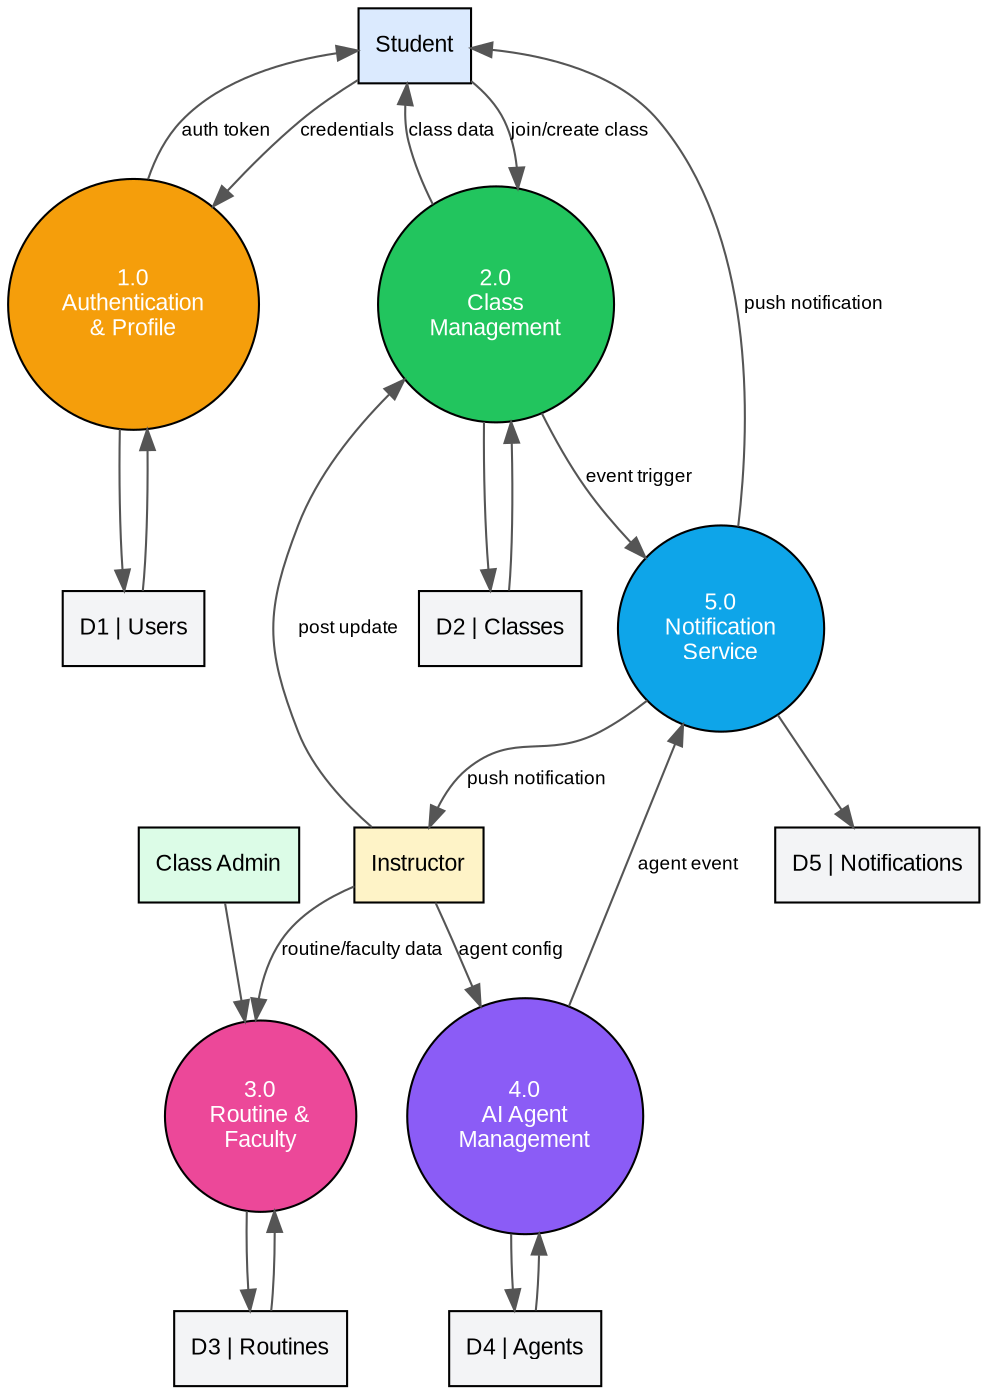 Student
auth token
credentials
class data
join/create class
1.0
Authentication
& Profile
2.0
Class
Management
push notification
event trigger
D1 | Users
post update
D2 | Classes
5.0
Notification
Service
push notification
Class Admin
Instructor
agent event
D5 | Notifications
routine/faculty data
agent config
3.0
Routine &
Faculty
4.0
AI Agent
Management
D3 | Routines
D4 | Agents